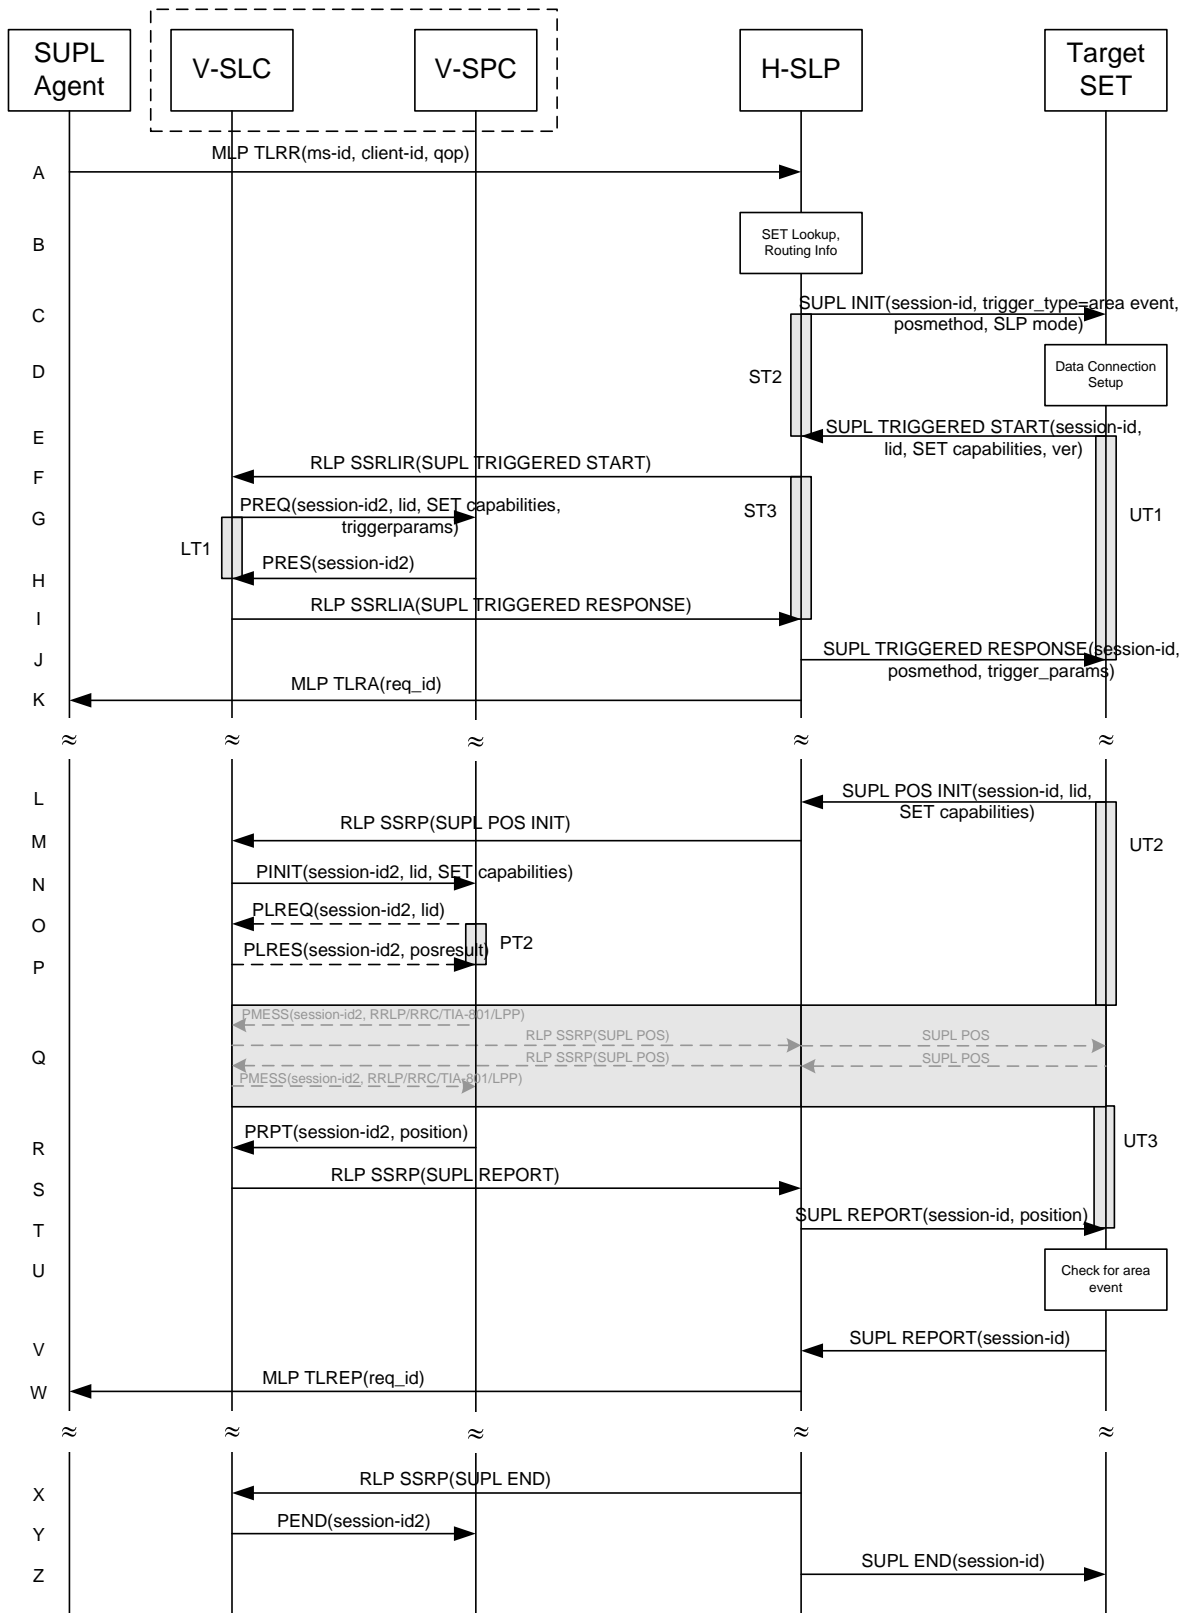 SUPL
Agent
V-SLC
V-SPC
H-SLP
Target
SET
A
MLP TLRR(ms-id, client-id, qop)
B
SET Lookup,
Routing Info
C
SUPL INIT(session-id, trigger_type=area event,
posmethod, SLP mode)
D
ST2
Data Connection
Setup
E
SUPL TRIGGERED START(session-id,
lid, SET capabilities, ver)
F
RLP SSRLIR(SUPL TRIGGERED START)
G
PREQ(session-id2, lid, SET capabilities,
triggerparams)
ST3
UT1
LT1
H
PRES(session-id2)
I
RLP SSRLIA(SUPL TRIGGERED RESPONSE)
J
SUPL TRIGGERED RESPONSE(session-id,
posmethod, trigger_params)
K
MLP TLRA(req_id)
≈ ≈ ≈ ≈ ≈
L
SUPL POS INIT(session-id, lid,
SET capabilities)
M
RLP SSRP(SUPL POS INIT)
UT2
N
PINIT(session-id2, lid, SET capabilities)
O
PLREQ(session-id2, lid)
PT2
P
PLRES(session-id2, posresult)
Q
PMESS(session-id2, RRLP/RRC/TIA-801/LPP)
RLP SSRP(SUPL POS)
SUPL POS
RLP SSRP(SUPL POS)
SUPL POS
PMESS(session-id2, RRLP/RRC/TIA-801/LPP)
R
PRPT(session-id2, position)
UT3
S
RLP SSRP(SUPL REPORT)
T
SUPL REPORT(session-id, position)
U
Check for area
event
V
SUPL REPORT(session-id)
W
MLP TLREP(req_id)
≈ ≈ ≈ ≈ ≈
X
RLP SSRP(SUPL END)
Y
PEND(session-id2)
Z
SUPL END(session-id)